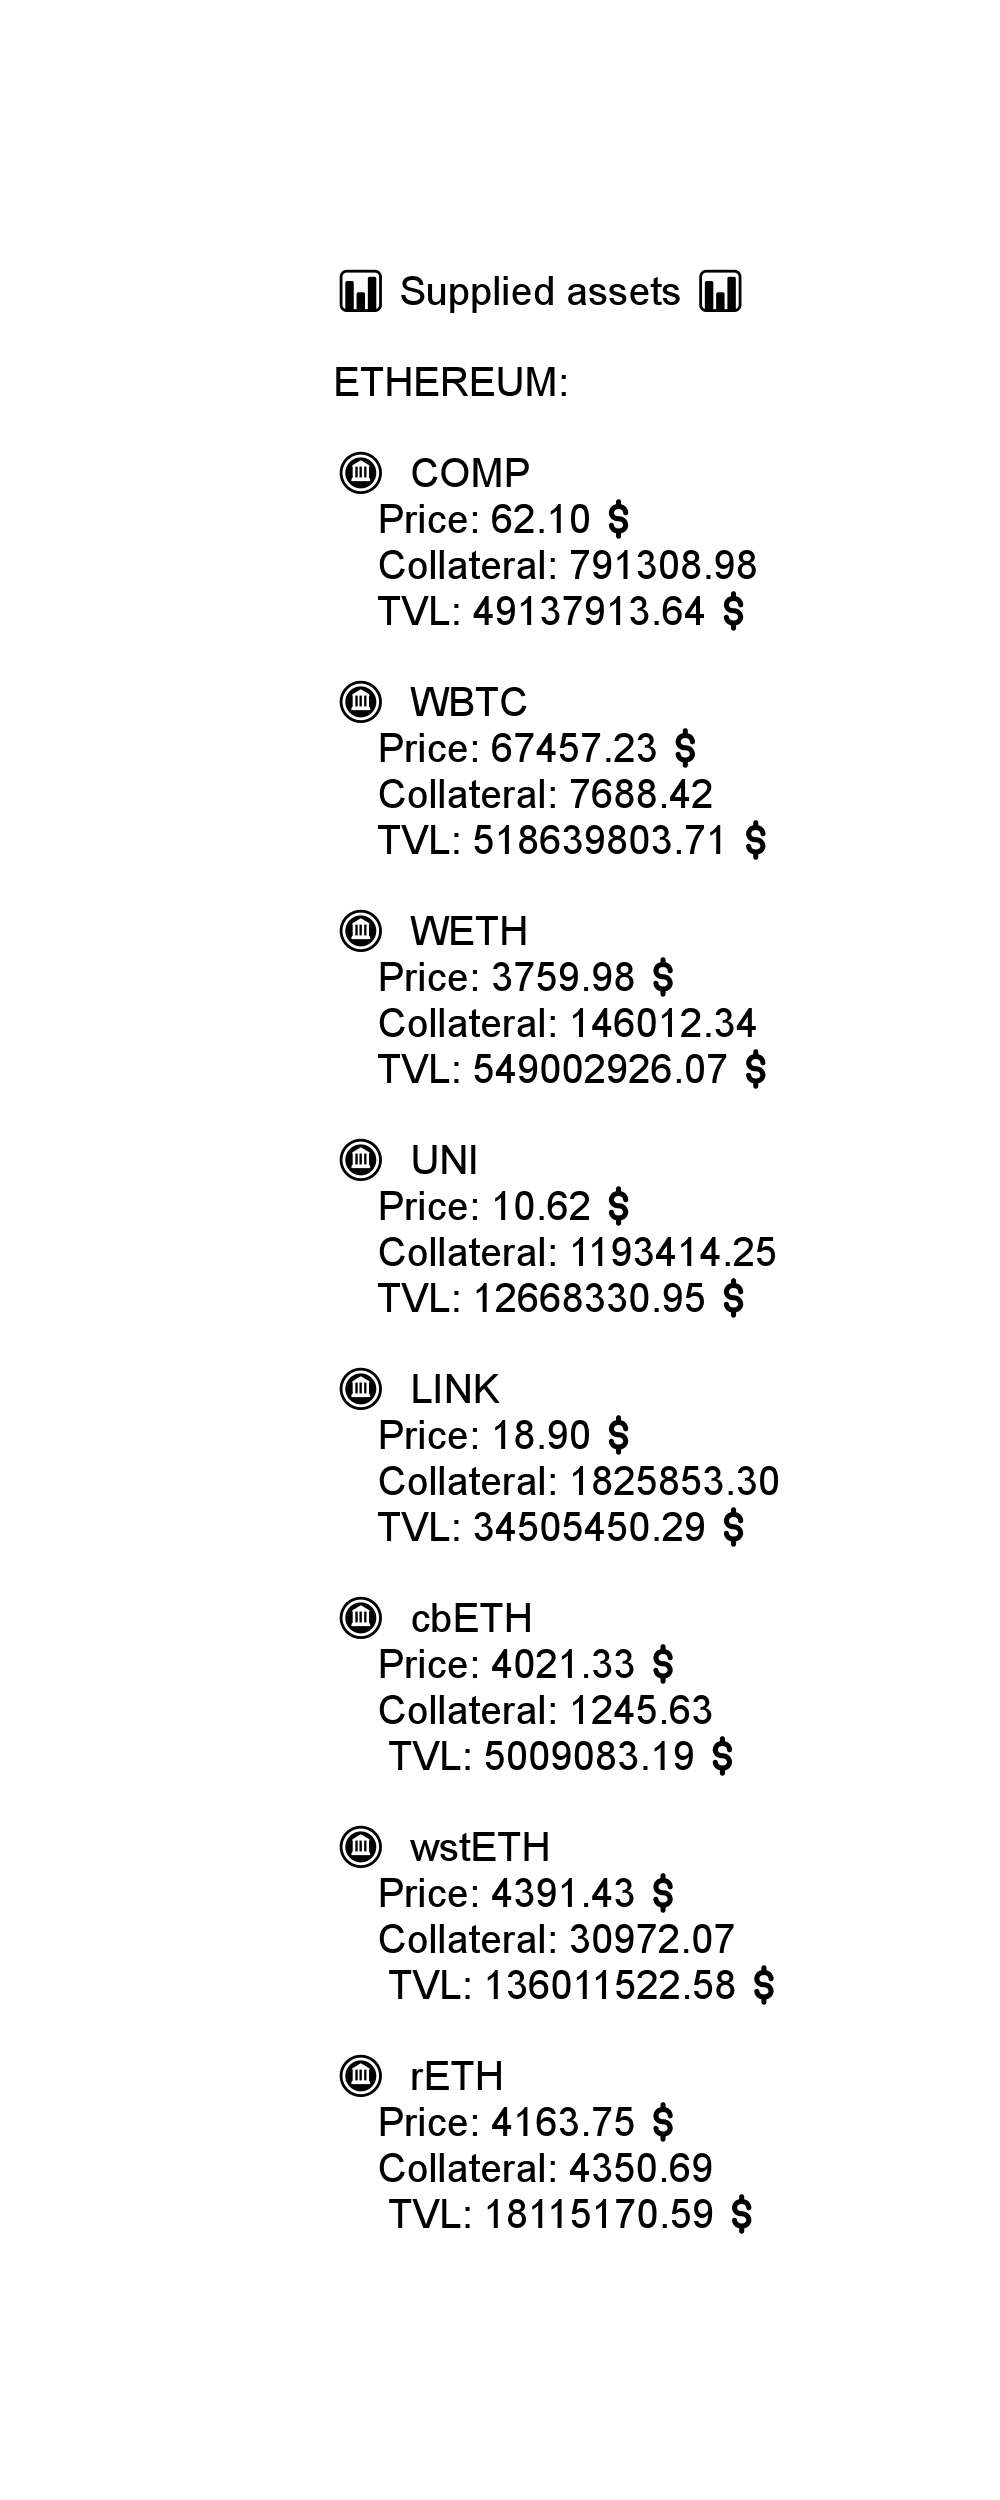 📊 Supplied assets 📊
ETHEREUM:
COMP
Price: 62.10 $
Collateral: 791308.98
TVL: 49137913.64 $
WBTC
Price: 67457.23 $
Collateral: 7688.42
TVL: 518639803.71 $
WETH
Price: 3759.98 $
Collateral: 146012.34
TVL: 549002926.07 $
UNI
Price: 10.62 $
Collateral: 1193414.25
TVL: 12668330.95 $
LINK
Price: 18.90 $
Collateral: 1825853.30
TVL: 34505450.29 $
cbETH
Price: 4021.33 $
Collateral: 1245.63
TVL: 5009083.19 $
wstETH
Price: 4391.43 $
Collateral: 30972.07
TVL: 136011522.58 $
rETH
Price: 4163.75 $
Collateral: 4350.69
TVL: 18115170.59 $